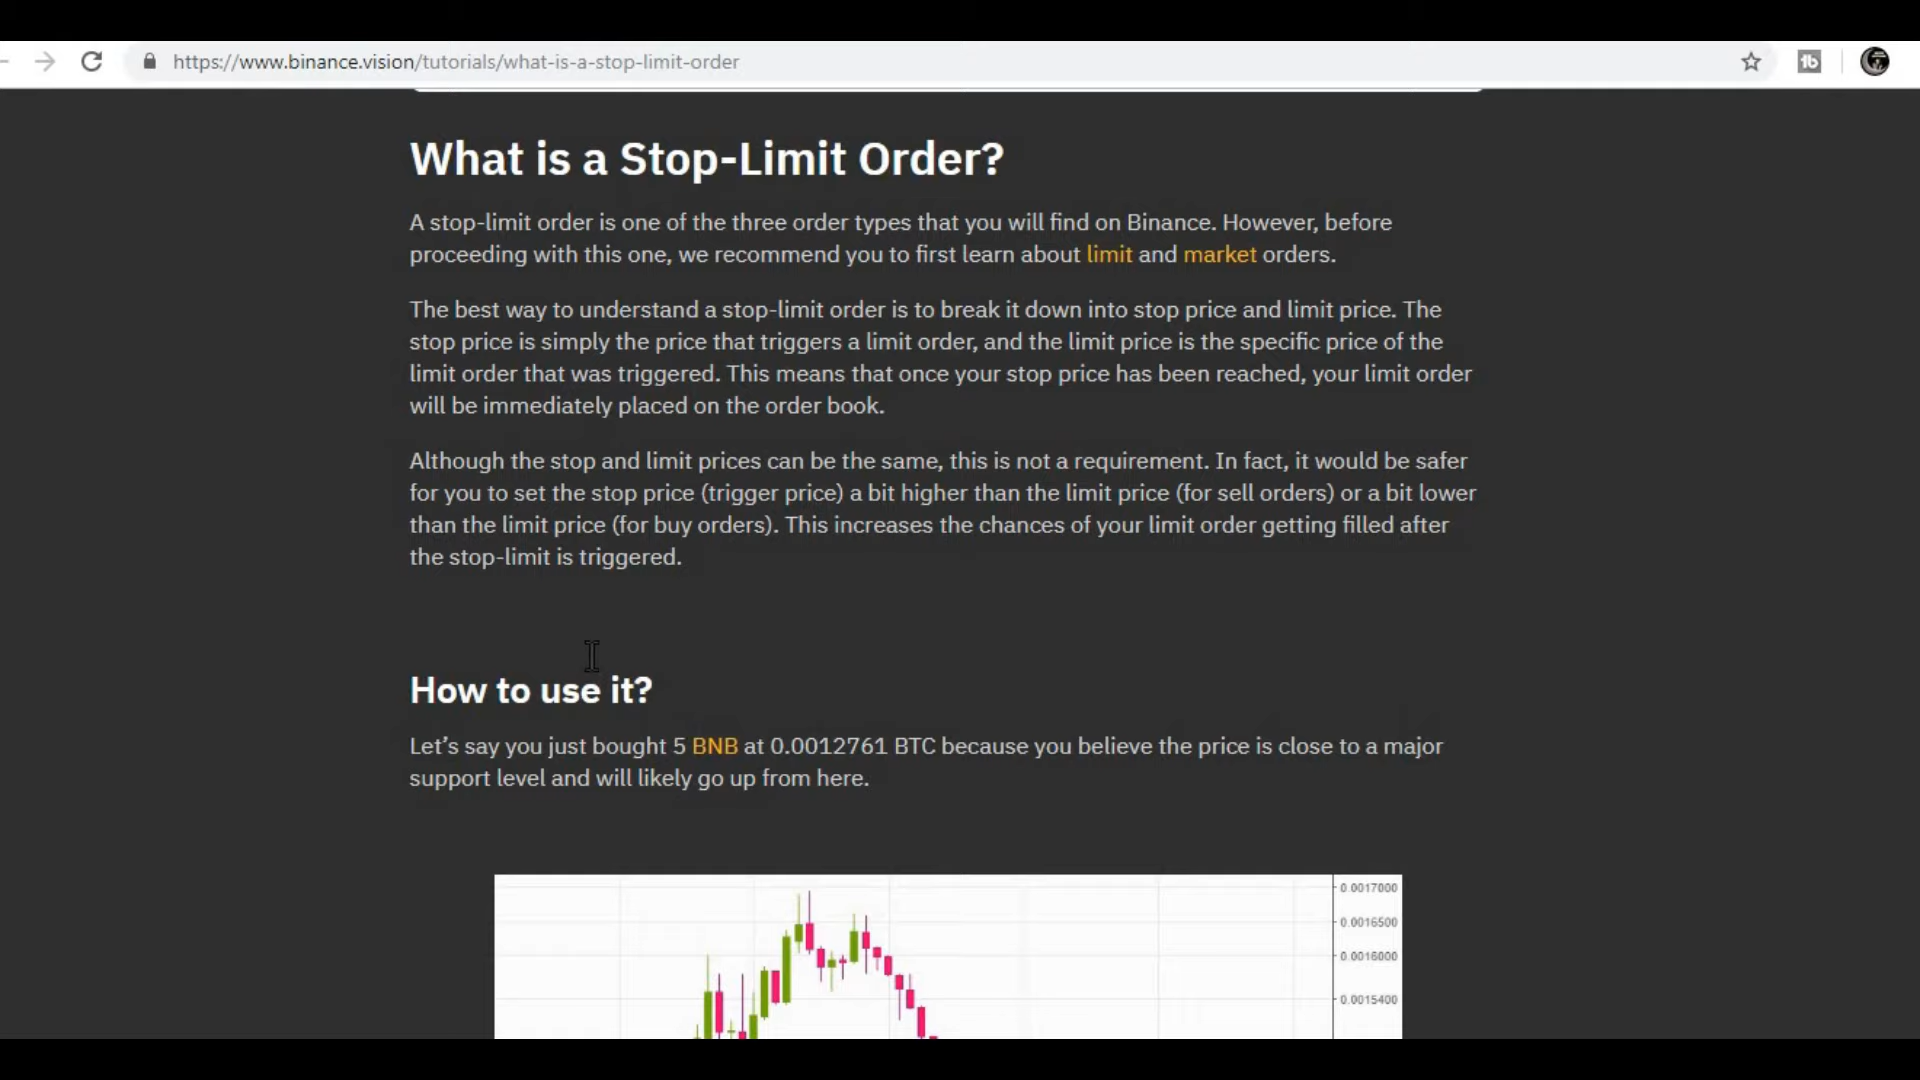 https://www.binance.vision/tutorials/what-is-a-stop-limit-order
What is a Stop-Limit Order?
A stop-limit order is one of the three order types that you will find on Binance. However, before
proceeding with this one, we recommend you to first learn about limit and market orders.
The best way to understand a stop-limit order is to break it down into stop price and limit price. The
stop price is simply the price that triggers a limit order, and the limit price is the specific price of the
limit order that was triggered. This means that once your stop price has been reached, your limit order
will be immediately placed on the order book.
Although the stop and limit prices can be the same, this is not a requirement. In fact, it would be safer
for you to set the stop price (trigger price) a bit higher than the limit price (for sell orders) or a bit lower
than the limit price (for buy orders). This increases the chances of your limit order getting filled after
the stop-limit is triggered.
How to use it?
Let’s say you just bought 5 BNB at 0.0012761 BTC because you believe the price is close to a major
support level and will likely go up from here.
0.0017000
0.0016500
0.0016000
0.0015400